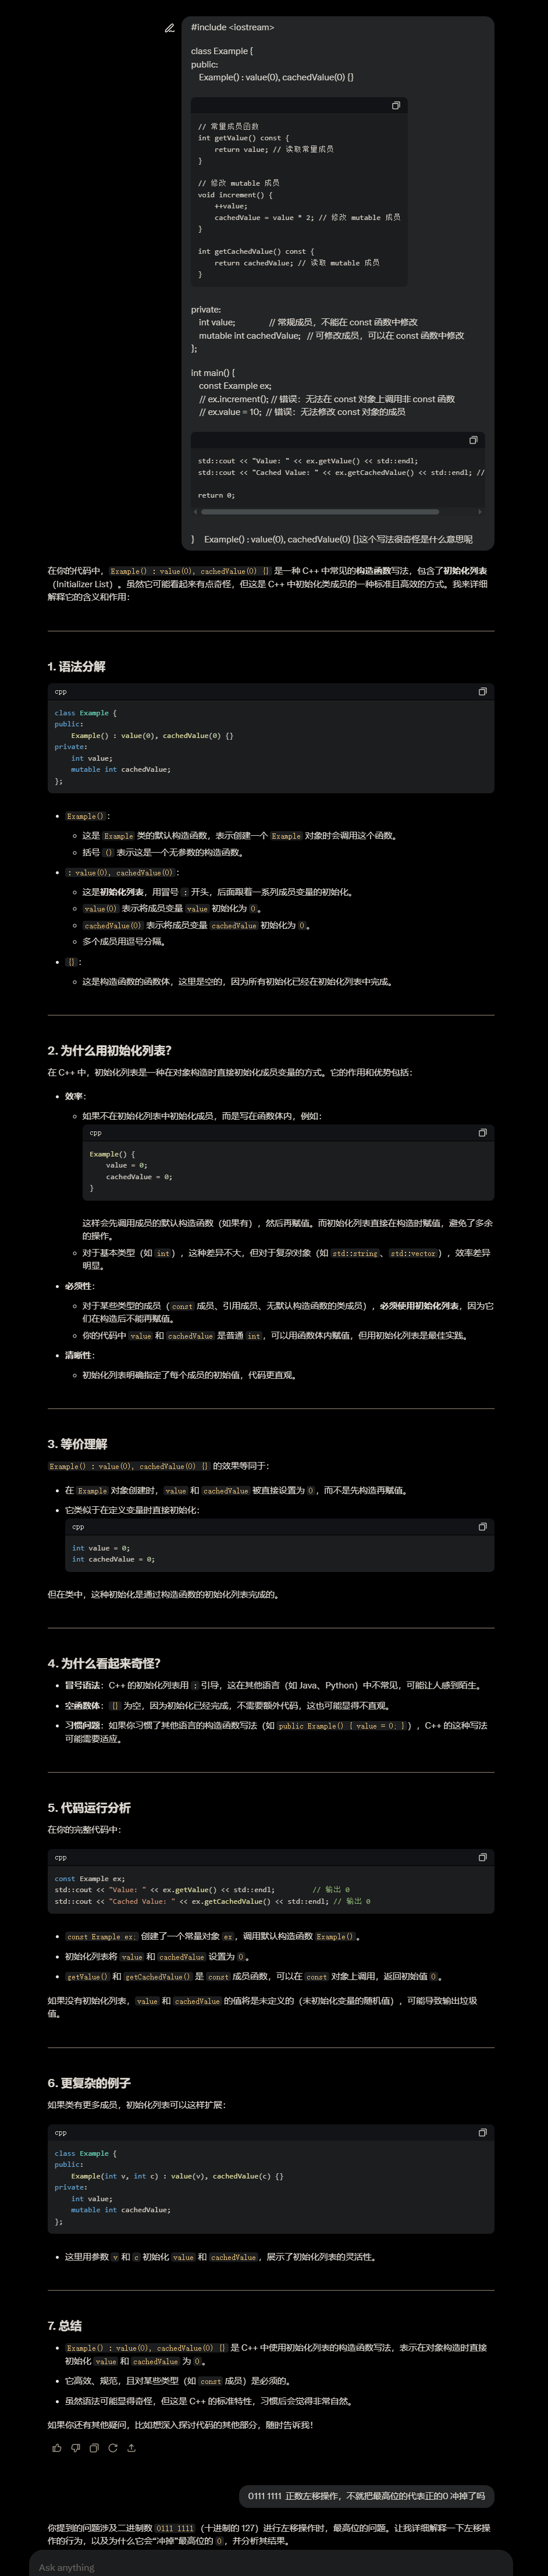 #include <iostream>
class Example {
public:
Example() : value(0), cachedValue(0) {}
// 常量成员函数
int getValue() const {
return value; // 读取常量成员
}
// 修改 mutable 成员
void increment() {
++value;
cachedValue = value * 2; // 修改 mutable 成员
}
int getCachedValue() const {
return cachedValue; // 读取 mutable 成员
}
private:
int value; // 常规成员，不能在 const 函数中修改
mutable int cachedValue; // 可修改成员，可以在 const 函数中修改
};
int main() {
const Example ex;
// ex.increment(); // 错误：无法在 const 对象上调用非 const 函数
// ex.value = 10; // 错误：无法修改 const 对象的成员
std::cout << "Value: " << ex.getValue() << std::endl;
std::cout << "Cached Value: " << ex.getCachedValue() << std::endl; //
return 0;
} Example() : value(0), cachedValue(0) {}这个写法很奇怪是什么意思呢
在你的代码中，Example() : value(0), cachedValue(0) {} 是一种 C++ 中常见的构造函数写法，包含了初始化列表
（Initializer List）。虽然它可能看起来有点奇怪，但这是 C++ 中初始化类成员的一种标准且高效的方式。我来详细
解释它的含义和作用：
1. 语法分解
cpp
class Example {
public:
Example() : value(0), cachedValue(0) {}
private:
int value;
mutable int cachedValue;
};
• Example()：
◦ 这是 Example 类的默认构造函数，表示创建一个 Example 对象时会调用这个函数。
◦ 括号 () 表示这是一个无参数的构造函数。
• : value(0), cachedValue(0)：
◦ 这是初始化列表，用冒号 : 开头，后面跟着一系列成员变量的初始化。
◦ value(0) 表示将成员变量 value 初始化为 0。
◦ cachedValue(0) 表示将成员变量 cachedValue 初始化为 0。
◦ 多个成员用逗号分隔。
• {}：
◦ 这是构造函数的函数体，这里是空的，因为所有初始化已经在初始化列表中完成。
2. 为什么用初始化列表？
在 C++ 中，初始化列表是一种在对象构造时直接初始化成员变量的方式。它的作用和优势包括：
• 效率：
◦ 如果不在初始化列表中初始化成员，而是写在函数体内，例如：
cpp
Example() {
value = 0;
cachedValue = 0;
}
这样会先调用成员的默认构造函数（如果有），然后再赋值。而初始化列表直接在构造时赋值，避免了多余
的操作。
◦ 对于基本类型（如 int），这种差异不大，但对于复杂对象（如 std::string、std::vector），效率差异
明显。
• 必须性：
◦ 对于某些类型的成员（const 成员、引用成员、无默认构造函数的类成员），必须使用初始化列表，因为它
们在构造后不能再赋值。
◦ 你的代码中 value 和 cachedValue 是普通 int，可以用函数体内赋值，但用初始化列表是最佳实践。
• 清晰性：
◦ 初始化列表明确指定了每个成员的初始值，代码更直观。
3. 等价理解
Example() : value(0), cachedValue(0) {} 的效果等同于：
• 在 Example 对象创建时，value 和 cachedValue 被直接设置为 0，而不是先构造再赋值。
• 它类似于在定义变量时直接初始化：
cpp
int value = 0;
int cachedValue = 0;
但在类中，这种初始化是通过构造函数的初始化列表完成的。
4. 为什么看起来奇怪？
• 冒号语法：C++ 的初始化列表用 : 引导，这在其他语言（如 Java、Python）中不常见，可能让人感到陌生。
• 空函数体：{} 为空，因为初始化已经完成，不需要额外代码，这也可能显得不直观。
• 习惯问题：如果你习惯了其他语言的构造函数写法（如 public Example() { value = 0; }），C++ 的这种写法
可能需要适应。
5. 代码运行分析
在你的完整代码中：
cpp
const Example ex;
std::cout << "Value: " << ex.getValue() << std::endl; // 输出 0
std::cout << "Cached Value: " << ex.getCachedValue() << std::endl; // 输出 0
• const Example ex; 创建了一个常量对象 ex，调用默认构造函数 Example()。
• 初始化列表将 value 和 cachedValue 设置为 0。
• getValue() 和 getCachedValue() 是 const 成员函数，可以在 const 对象上调用，返回初始值 0。
如果没有初始化列表，value 和 cachedValue 的值将是未定义的（未初始化变量的随机值），可能导致输出垃圾
值。
6. 更复杂的例子
如果类有更多成员，初始化列表可以这样扩展：
cpp
class Example {
public:
Example(int v, int c) : value(v), cachedValue(c) {}
private:
int value;
mutable int cachedValue;
};
• 这里用参数 v 和 c 初始化 value 和 cachedValue，展示了初始化列表的灵活性。
7. 总结
• Example() : value(0), cachedValue(0) {} 是 C++ 中使用初始化列表的构造函数写法，表示在对象构造时直接
初始化 value 和 cachedValue 为 0。
• 它高效、规范，且对某些类型（如 const 成员）是必须的。
• 虽然语法可能显得奇怪，但这是 C++ 的标准特性，习惯后会觉得非常自然。
如果你还有其他疑问，比如想深入探讨代码的其他部分，随时告诉我！
0111 1111 正数左移操作，不就把最高位的代表正的0 冲掉了吗
你提到的问题涉及二进制数 0111 1111（十进制的 127）进行左移操作时，最高位的问题。让我详细解释一下左移操
作的行为，以及为什么它会“冲掉”最高位的 0，并分析其结果。
Ask anything